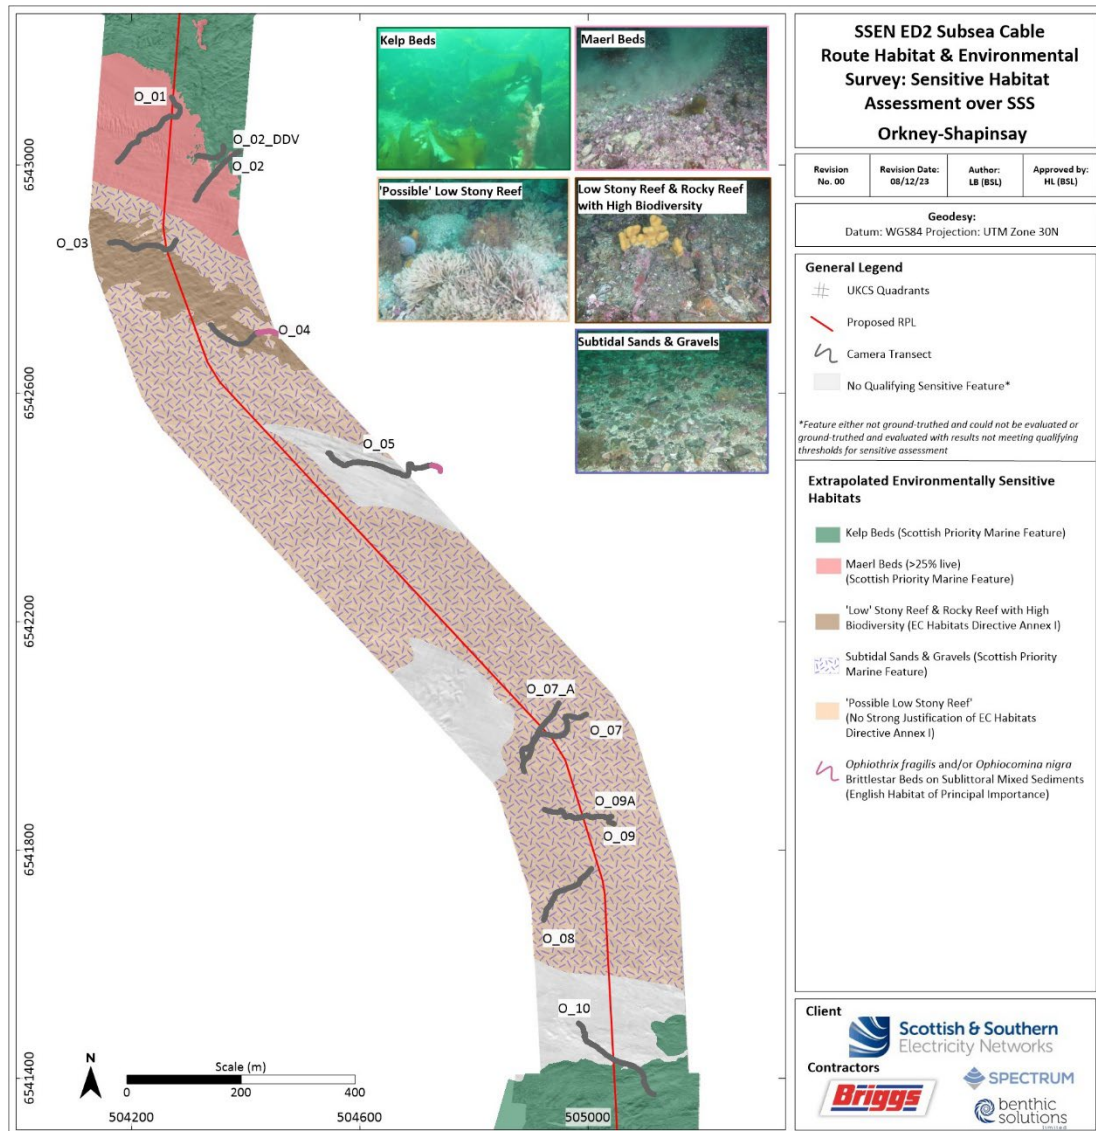 SSEN ED2 Subsea Cable
Route Habitat & Environmental
Survey: Sensitive Habitat
Assessment over SSS
Orkney-Shapinsay
Revision
No. 00
Revision Date:
08/12/23
Author:
LB (BSL)
Approved by:
HL (BSL)
Geodesy:
Datum: WGS84 Projection: UTM Zone 30N
General Legend
UKCS Quadrants
Proposed RPL
Camera Transect
No Qualifying Sensitive Feature*
*Feature either not ground-truthed and could not be evaluated or
ground-truthed and evaluated with results not meeting qualifying
thresholds for sensitive assessment
Extrapolated Environmentally Sensitive
Habitats
Kelp Beds (Scottish Priority Marine Feature)
Maerl Beds (>25% live)
(Scottish Priority Marine Feature)
'Low' Stony Reef & Rocky Reef with High
Biodiversity (EC Habitats Directive Annex I)
Subtidal Sands & Gravels (Scottish Priority
Marine Feature)
'Possible Low Stony Reef'
(No Strong Justification of EC Habitats
Directive Annex I)
Ophiothrix fragilis and/or Ophiocomina nigra
Brittlestar Beds on Sublittoral Mixed Sediments
(English Habitat of Principal Importance)
Client
Scottish & Southern
Electricity Networks
Contractors
Briggs
SPECTRUM
benthic
solutions
limited
Kelp Beds
Maerl Beds
'Possible' Low Stony Reef
Low Stony Reef & Rocky Reef
with High Biodiversity
Subtidal Sands & Gravels
O_01
O_02_DDV
O_02
O_03
O_04
O_05
O_07_A
O_07
O_09A
O_09
O_08
O_10
6543000
6542600
6542200
6541800
6541400
N
Scale (m)
0
200
400
504200
504600
505000